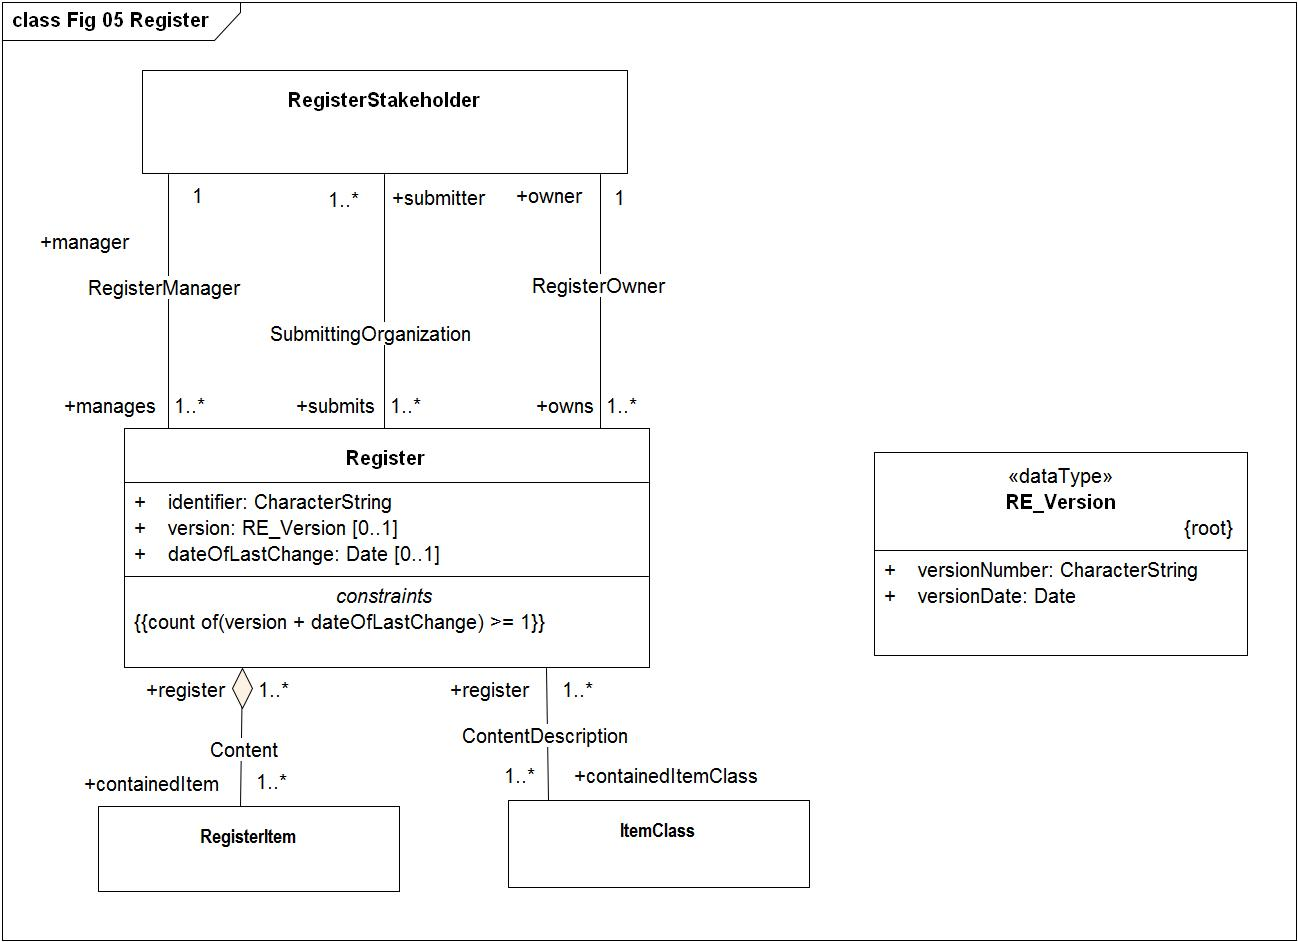 class Fig 05 Register
RegisterStakeholder
1
1..*
+submitter
+owner
1
+manager
RegisterManager
RegisterOwner
SubmittingOrganization
+manages
1..*
+submits
1..*
+owns
1..*
Register
+ identifier: CharacterString
+ version: RE_Version [0..1]
+ dateOfLastChange: Date [0..1]
constraints
{{count of(version + dateOfLastChange) >= 1}}
«dataType»
RE_Version
{root}
+ versionNumber: CharacterString
+ versionDate: Date
+register
1..*
+register
1..*
Content
ContentDescription
+containedItem
1..*
1..*
+containedItemClass
RegisterItem
ItemClass